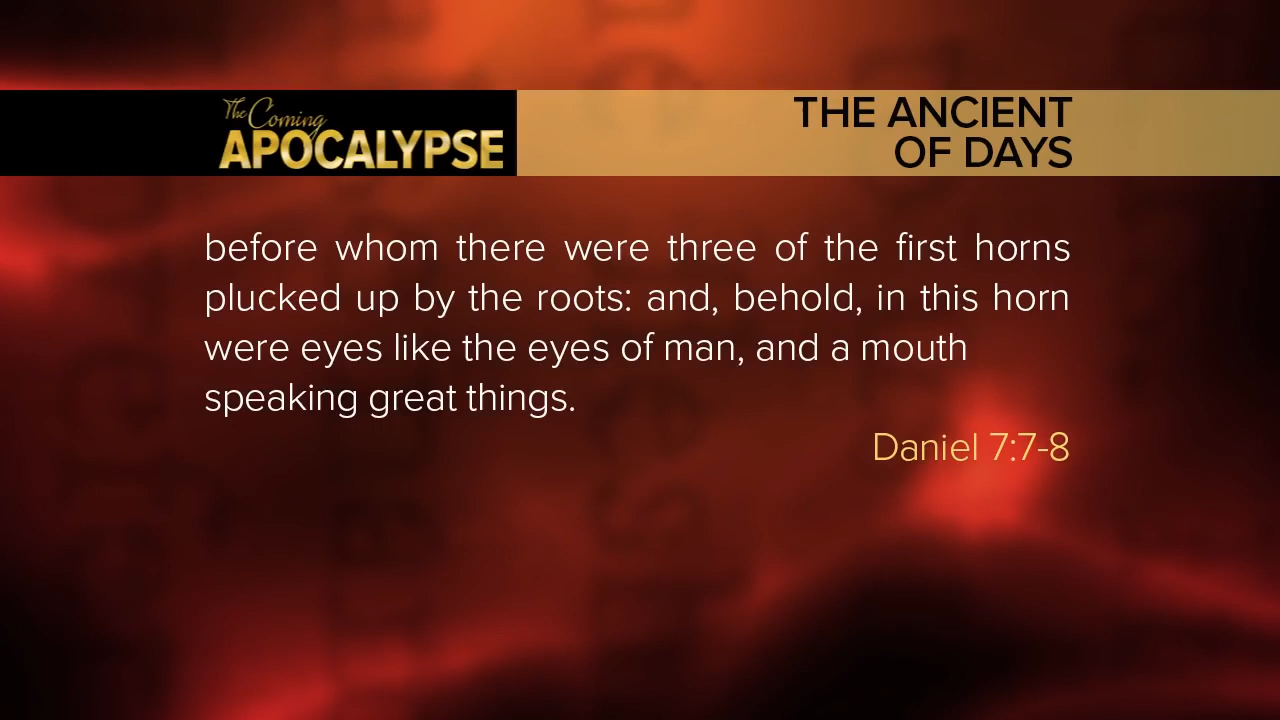 The Coming
APOCALYPSE
THE ANCIENT
OF DAYS
before whom there were three of the first horns
plucked up by the roots: and, behold, in this horn
were eyes like the eyes of man, and a mouth
speaking great things.
Daniel 7:7-8